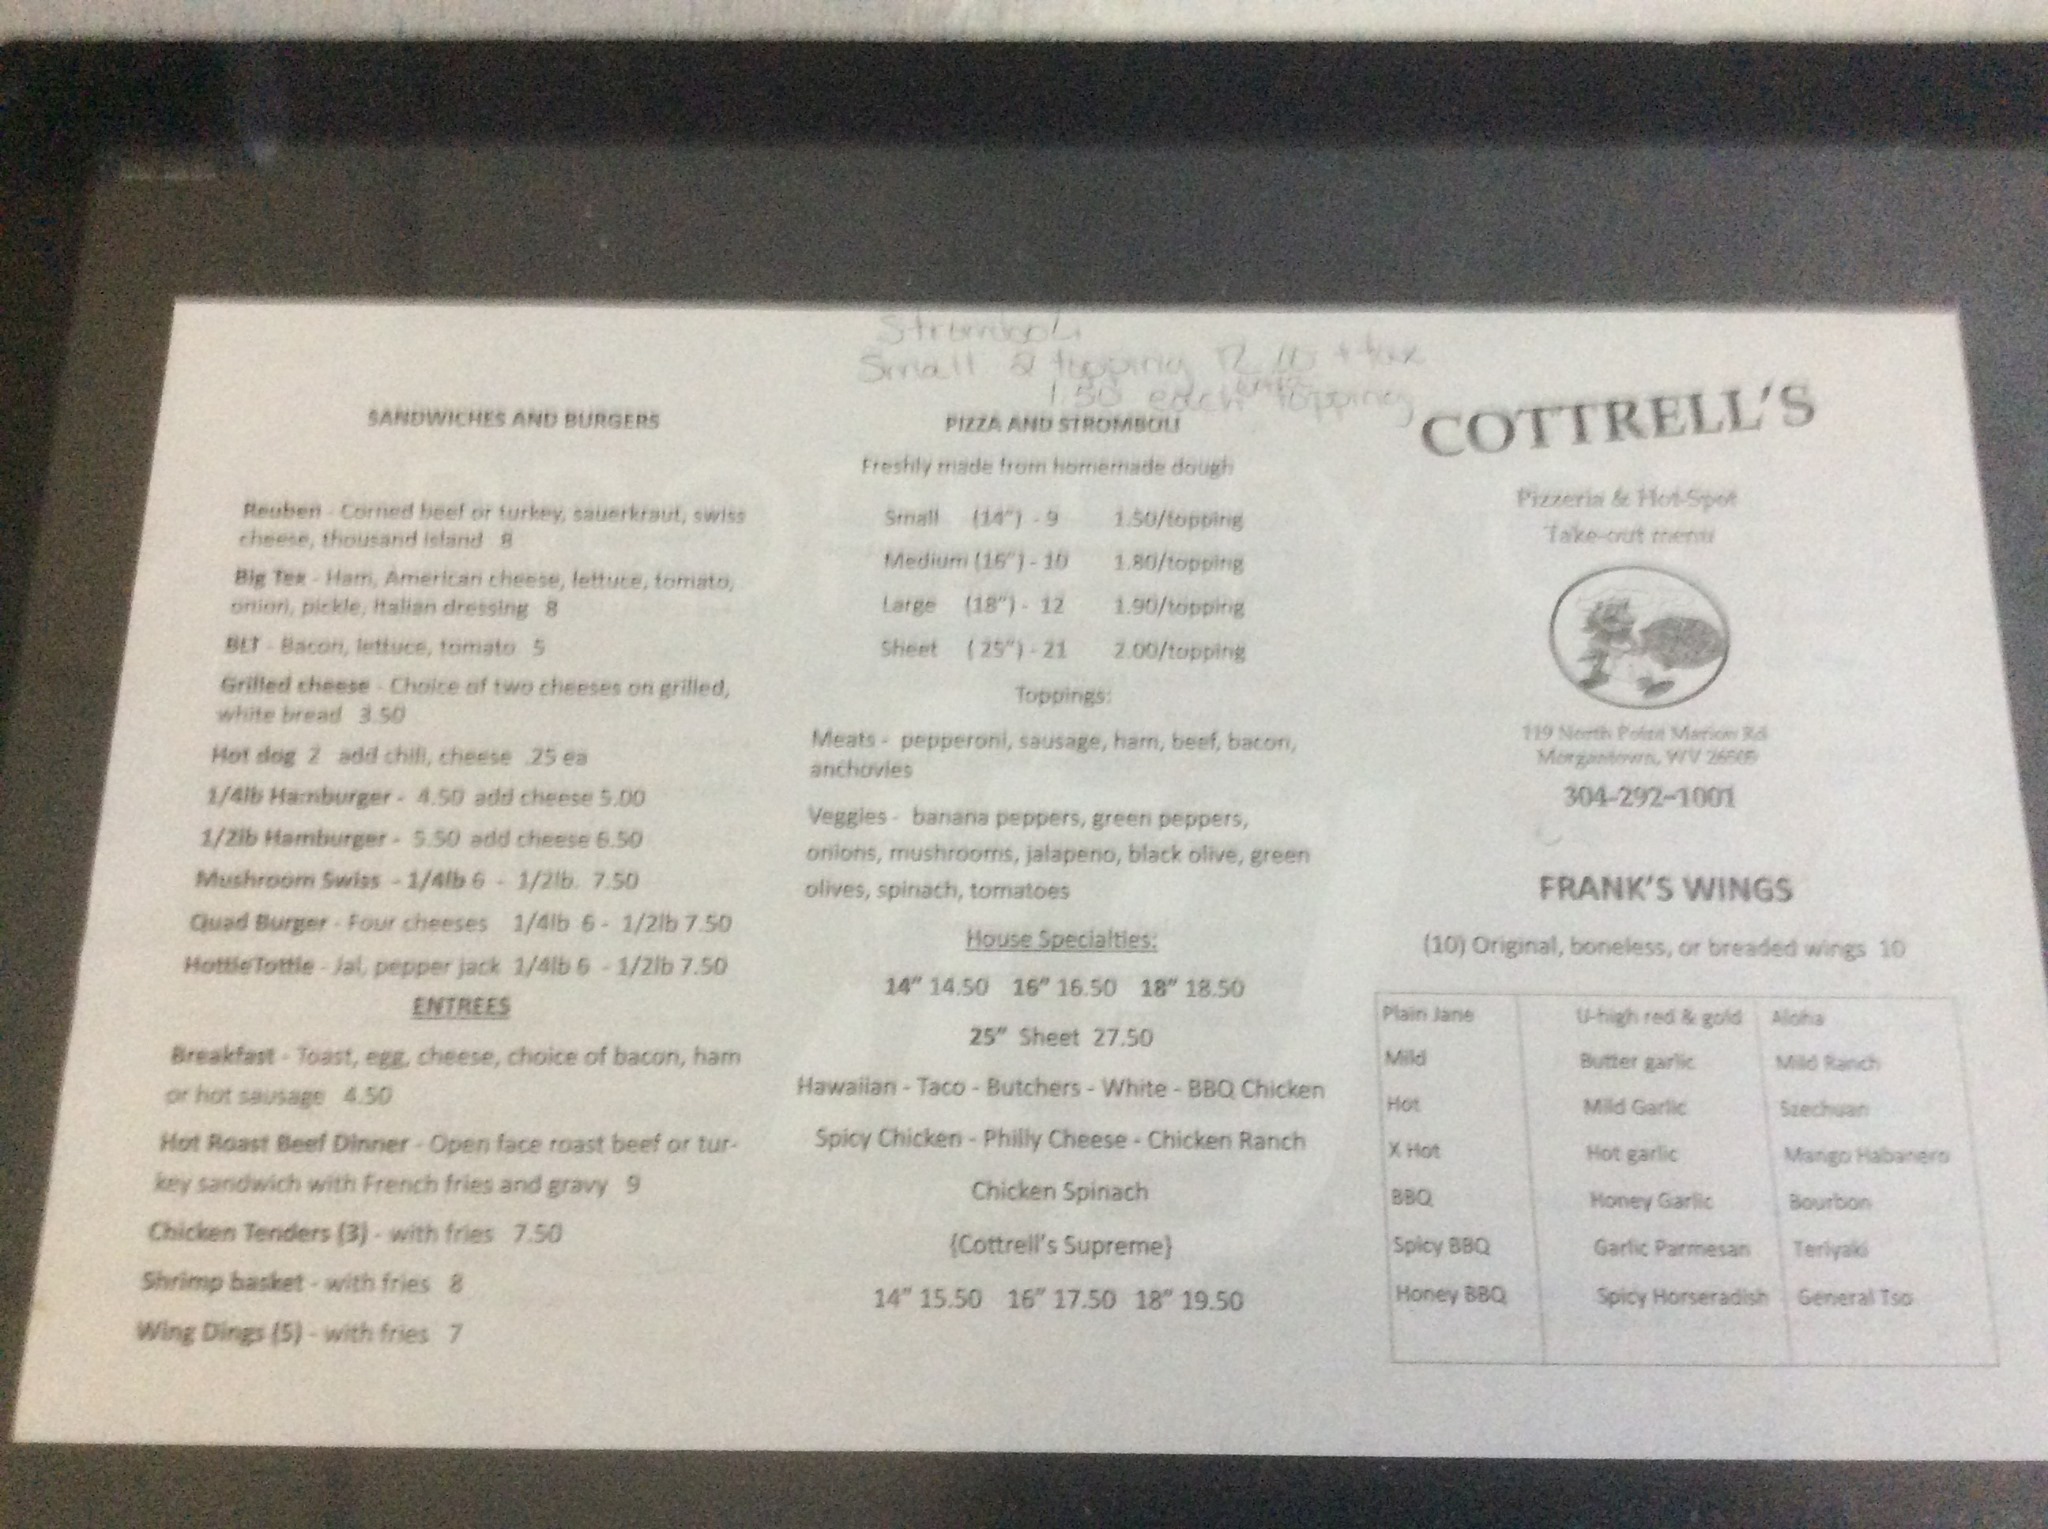 Stromboli
Small 2 topping + tax
1.50 each extra topping
SANDWICHES AND BURGERS
Reuben - Corned beef or turkey, sauerkraut, swiss
cheese, thousand island 8
Big Tex - Ham, American cheese, lettuce, tomato,
onion, pickle, Italian dressing 8
BLT - Bacon, lettuce, tomato 5
Grilled cheese - Choice of two cheeses on grilled,
white bread 3.50
Hot dog 2 add chili, cheese .25 ea
1/4lb Hamburger - 4.50 add cheese 5.00
1/2lb Hamburger - 5.50 add cheese 6.50
Mushroom Swiss - 1/4lb 6 - 1/2lb. 7.50
Quad Burger - Four cheeses 1/4lb 6 - 1/2lb 7.50
HottieTottie - Jal, pepper jack 1/4lb 6 - 1/2lb 7.50
ENTREES
Breakfast - Toast, egg, cheese, choice of bacon, ham
or hot sausage 4.50
Hot Roast Beef Dinner - Open face roast beef or tur-
key sandwich with French fries and gravy 9
Chicken Tenders (3) - with fries 7.50
Shrimp basket - with fries 8
Wing Dings (5) - with fries 7
PIZZA AND STROMBOLI
Freshly made from homemade dough
Small (14") - 9 1.50/topping
Medium (16") - 10 1.80/topping
Large (18") - 12 1.90/topping
Sheet (25") - 21 2.00/topping
Toppings:
Meats - pepperoni, sausage, ham, beef, bacon,
anchovies
Veggies - banana peppers, green peppers,
onions, mushrooms, jalapeno, black olive, green
olives, spinach, tomatoes
House Specialties:
14" 14.50 16" 16.50 18" 18.50
25" Sheet 27.50
Hawaiian - Taco - Butchers - White - BBQ Chicken
Spicy Chicken - Philly Cheese - Chicken Ranch
Chicken Spinach
{Cottrell's Supreme}
14" 15.50 16" 17.50 18" 19.50
COTTRELL'S
Pizzeria & Hot-Spot
Take-out menu
119 North Point Marion Rd
Morgantown, WV 26505
304-292-1001
FRANK'S WINGS
(10) Original, boneless, or breaded wings 10
Plain Jane U-high red & gold Aloha
Mild Butter garlic Mild Ranch
Hot Mild Garlic Szechuan
X Hot Hot garlic Mango Habanero
BBQ Honey Garlic Bourbon
Spicy BBQ Garlic Parmesan Teriyaki
Honey BBQ Spicy Horseradish General Tso